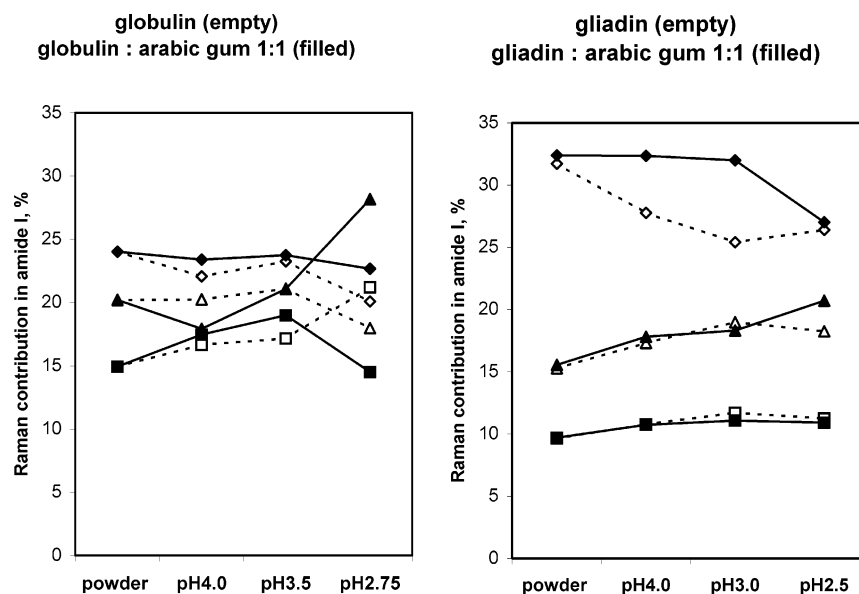 globulin (empty)
globulin : arabic gum 1:1 (filled)
Raman contribution in amide I, %
35
30
25
20
15
10
5
0
powder pH4.0 pH3.5 pH2.75
gliadin (empty)
gliadin : arabic gum 1:1 (filled)
Raman contribution in amide I, %
35
30
25
20
15
10
5
0
powder pH4.0 pH3.0 pH2.5